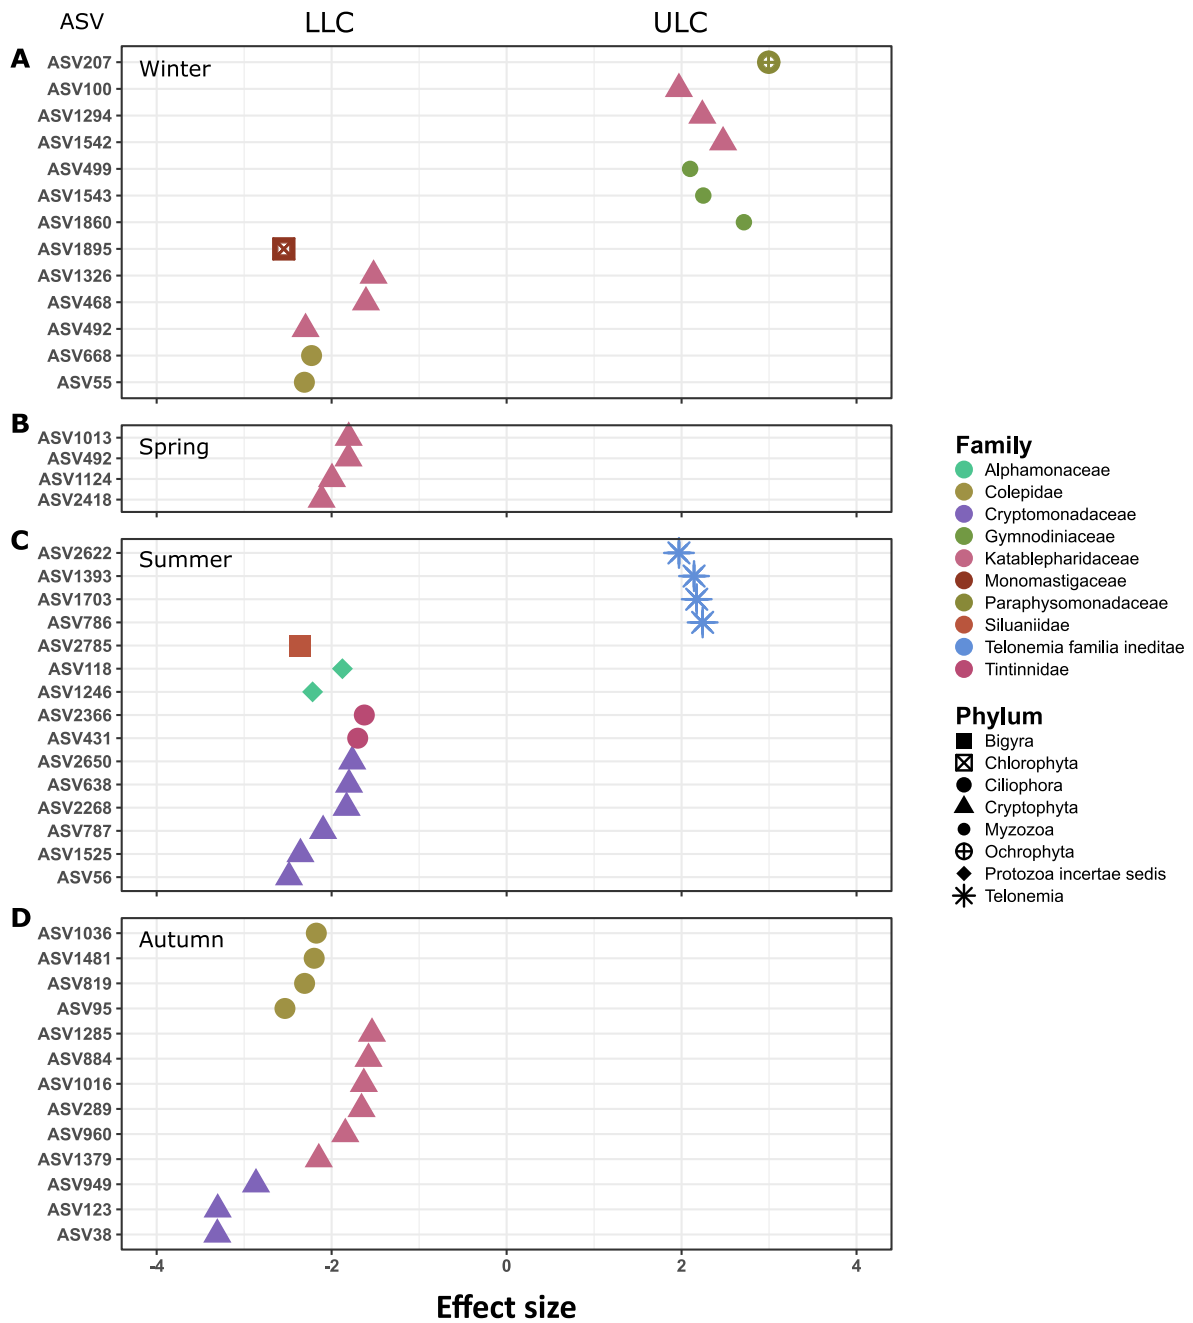 ASV LLC ULC
A
Winter
ASV207
ASV100
ASV1294
ASV1542
ASV499
ASV1543
ASV1860
ASV1895
ASV1326
ASV468
ASV492
ASV668
ASV55
B
Spring
ASV1013
ASV492
ASV1124
ASV2418
C
Summer
ASV2622
ASV1393
ASV1703
ASV786
ASV2785
ASV118
ASV1246
ASV2366
ASV431
ASV2650
ASV638
ASV2268
ASV787
ASV1525
ASV56
D
Autumn
ASV1036
ASV1481
ASV819
ASV95
ASV1285
ASV884
ASV1016
ASV289
ASV960
ASV1379
ASV949
ASV123
ASV38
-4 -2 0 2 4
Effect size
Family
Alphamonaceae
Colepidae
Cryptomonadaceae
Gymnodiniaceae
Katablepharidaceae
Monomastigaceae
Paraphysomonadaceae
Siluaniidae
Telonemia familia ineditae
Tintinnidae
Phylum
Bigyra
Chlorophyta
Ciliophora
Cryptophyta
Myzozoa
Ochrophyta
Protozoa incertae sedis
Telonemia